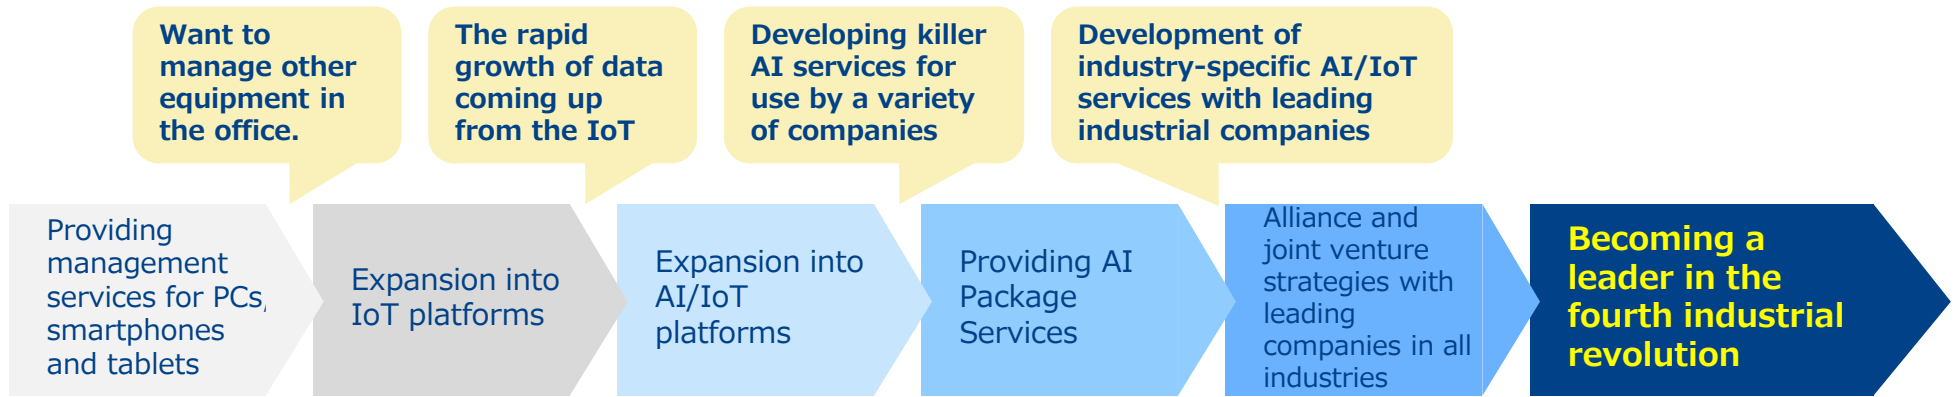 Want to
manage other
equipment in
the office.
The rapid
growth of data
coming up
from the IoT
Developing killer
AI services for
use by a variety
of companies
Development of
industry-specific AI/IoT
services with leading
industrial companies
Providing
management
services for PCs,
smartphones
and tablets
Expansion into
IoT platforms
Expansion into
AI/IoT
platforms
Providing AI
Package
Services
Alliance and
joint venture
strategies with
leading
companies in all
industries
Becoming a
leader in the
fourth industrial
revolution